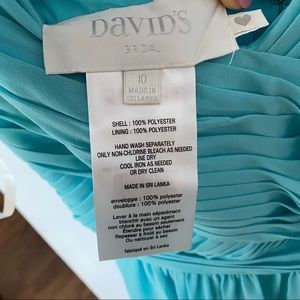 DAVID'S
BRIDAL
10
MADE IN
SRI LANKA
SHELL : 100% POLYESTER
LINING : 100% POLYESTER
HAND WASH SEPARATELY
ONLY NON-CHLORINE BLEACH AS NEEDED
LINE DRY
COOL IRON AS NEEDED
OR DRY CLEAN
MADE IN SRI LANKA
enveloppe : 100% polyester
doublura : 100% polyester
Laver à la main séparément
blanchir avec un agent
non chloré au besoin seulement
Étendre pour sécher
Repasser à froid au besoin
ou nettoyer à sec
fabriqué en Sri Lanka